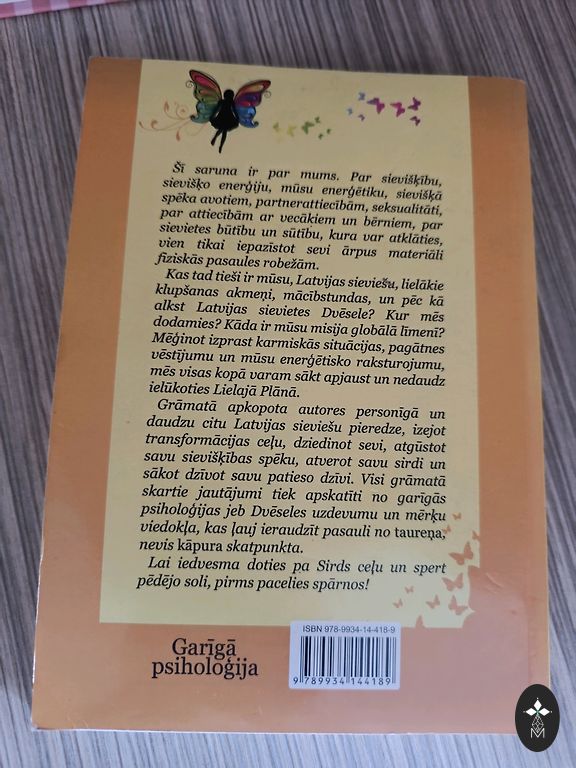 Šī saruna ir par mums. Par sievišķību,
sievišķo enerģiju, mūsu enerģētiku, sievišķā
spēka avotiem, partnerattiecībām, seksualitāti,
par attiecībām ar vecākiem un bērniem, par
sievietes būtību un sūtību, kura var atklāties,
vien tikai iepazīstot sevi ārpus materiāli
fiziskās pasaules robežām.
Kas tad tieši ir mūsu, Latvijas sieviešu, lielākie
klupšanas akmeņi, mācībstundas, un pēc kā
alkst Latvijas sievietes Dvēsele? Kur mēs
dodamies? Kāda ir mūsu misija globālā līmenī?
Mēģinot izprast karmiskās situācijas, pagātnes
vēstījumu un mūsu enerģētisko raksturojumu,
mēs visas kopā varam sākt apjaust un nedaudz
ielūkoties Lielajā Plānā.
Grāmatā apkopota autores personīgā un
daudzu citu Latvijas sieviešu pieredze, izejot
transformācijas ceļu, dziedinot sevi, atgūstot
savu sievišķības spēku, atverot savu sirdi un
sākot dzīvot savu patieso dzīvi. Visi grāmatā
skartie jautājumi tiek apskatīti no garīgās
psiholoģijas jeb Dvēseles uzdevumu un mērķu
viedokļa, kas ļauj ieraudzīt pasauli no taureņa,
nevis kāpura skatpunkta.
Lai iedvesma doties pa Sirds ceļu un spert
pēdējo soli, pirms pacelies spārnos!
Garīgā
psiholoģija
ISBN 978-9934-14-418-9
9 789934 144189
M